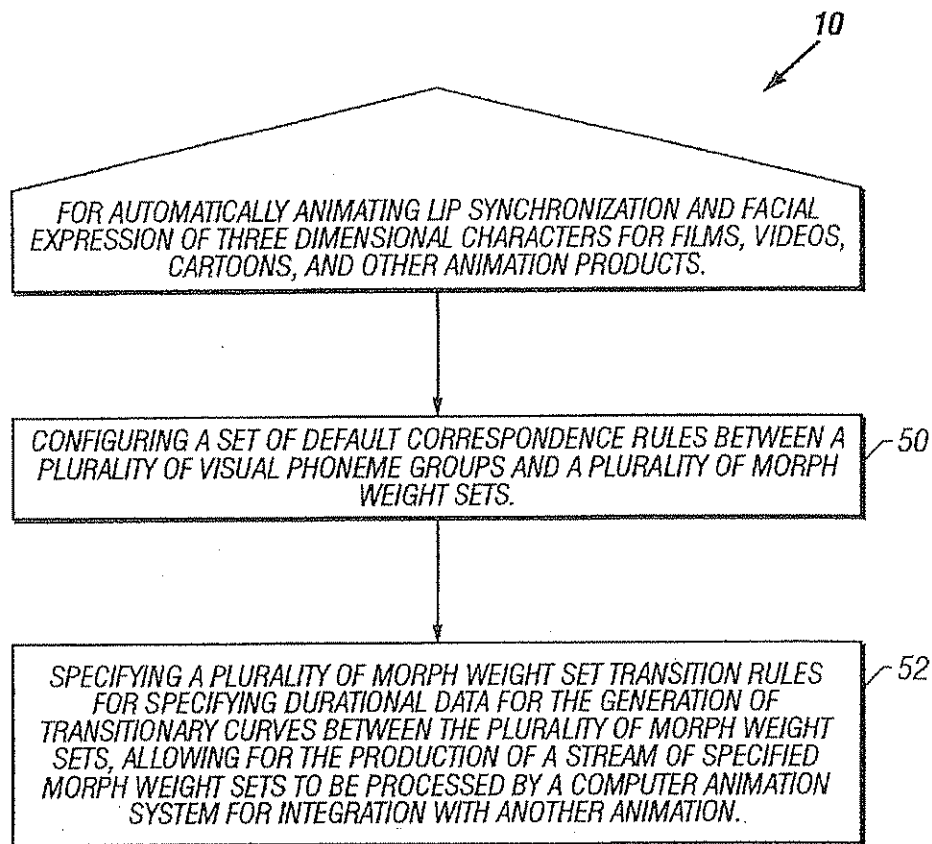 10
FOR AUTOMATICALLY ANIMATING LIP SYNCHRONIZATION AND FACIAL
EXPRESSION OF THREE DIMENSIONAL CHARACTERS FOR FILMS, VIDEOS,
CARTOONS, AND OTHER ANIMATION PRODUCTS.
CONFIGURING A SET OF DEFAULT CORRESPONDENCE RULES BETWEEN A
PLURALITY OF VISUAL PHONEME GROUPS AND A PLURALITY OF MORPH
WEIGHT SETS.
50
SPECIFYING A PLURALITY OF MORPH WEIGHT SET TRANSITION RULES
FOR SPECIFYING DURATIONAL DATA FOR THE GENERATION OF
TRANSITIONARY CURVES BETWEEN THE PLURALITY OF MORPH WEIGHT
SETS, ALLOWING FOR THE PRODUCTION OF A STREAM OF SPECIFIED
MORPH WEIGHT SETS TO BE PROCESSED BY A COMPUTER ANIMATION
SYSTEM FOR INTEGRATION WITH ANOTHER ANIMATION.
52